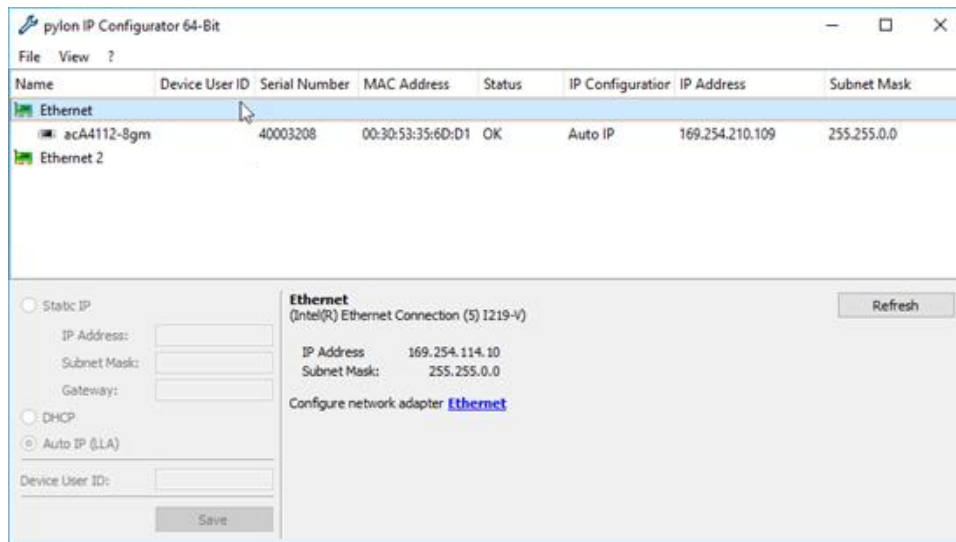 pylon IP Configurator 64-Bit
File View ?
Name Device User ID Serial Number MAC Address Status IP Configuration IP Address Subnet Mask
Ethernet
acA4112-8gm 40003208 00:30:53:35:6D:D1 OK Auto IP 169.254.210.109 255.255.0.0
Ethernet 2
Static IP
IP Address:
Subnet Mask:
Gateway:
DHCP
Auto IP (LLA)
Device User ID:
Save
Ethernet
(Intel(R) Ethernet Connection (5) I219-V)
IP Address 169.254.114.10
Subnet Mask: 255.255.0.0
Configure network adapter Ethernet
Refresh